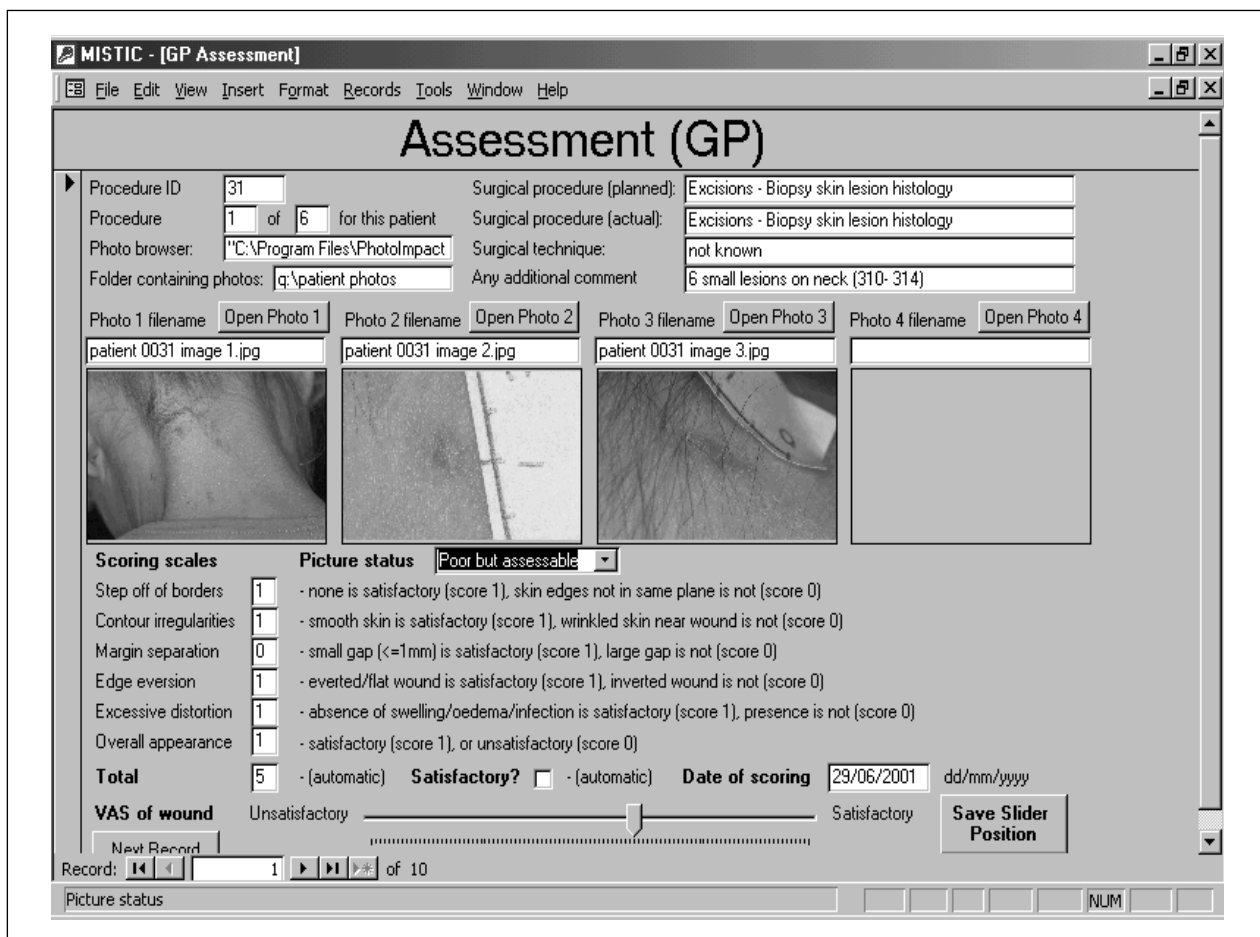 MISTIC - [GP Assessment]
File Edit View Insert Format Records Tools Window Help
Assessment (GP)
Procedure ID 31 Surgical procedure (planned): Excisions - Biopsy skin lesion histology
Procedure 1 of 6 for this patient Surgical procedure (actual): Excisions - Biopsy skin lesion histology
Photo browser: "C:\Program Files\PhotoImpact Surgical technique: not known
Folder containing photos: q:\patient photos Any additional comment 6 small lesions on neck (310- 314)
Photo 1 filename Open Photo 1 Photo 2 filename Open Photo 2 Photo 3 filename Open Photo 3 Photo 4 filename Open Photo 4
patient 0031 image 1.jpg patient 0031 image 2.jpg patient 0031 image 3.jpg
Scoring scales Picture status Poor but assessable
Step off of borders 1 - none is satisfactory (score 1), skin edges not in same plane is not (score 0)
Contour irregularities 1 - smooth skin is satisfactory (score 1), wrinkled skin near wound is not (score 0)
Margin separation 0 - small gap (<=1mm) is satisfactory (score 1), large gap is not (score 0)
Edge eversion 1 - everted/flat wound is satisfactory (score 1), inverted wound is not (score 0)
Excessive distortion 1 - absence of swelling/oedema/infection is satisfactory (score 1), presence is not (score 0)
Overall appearance 1 - satisfactory (score 1), or unsatisfactory (score 0)
Total 5 - (automatic) Satisfactory? - (automatic) Date of scoring 29/06/2001 dd/mm/yyyy
VAS of wound Unsatisfactory Satisfactory Save Slider Position
Next Record
Record: 1 of 10
Picture status NUM